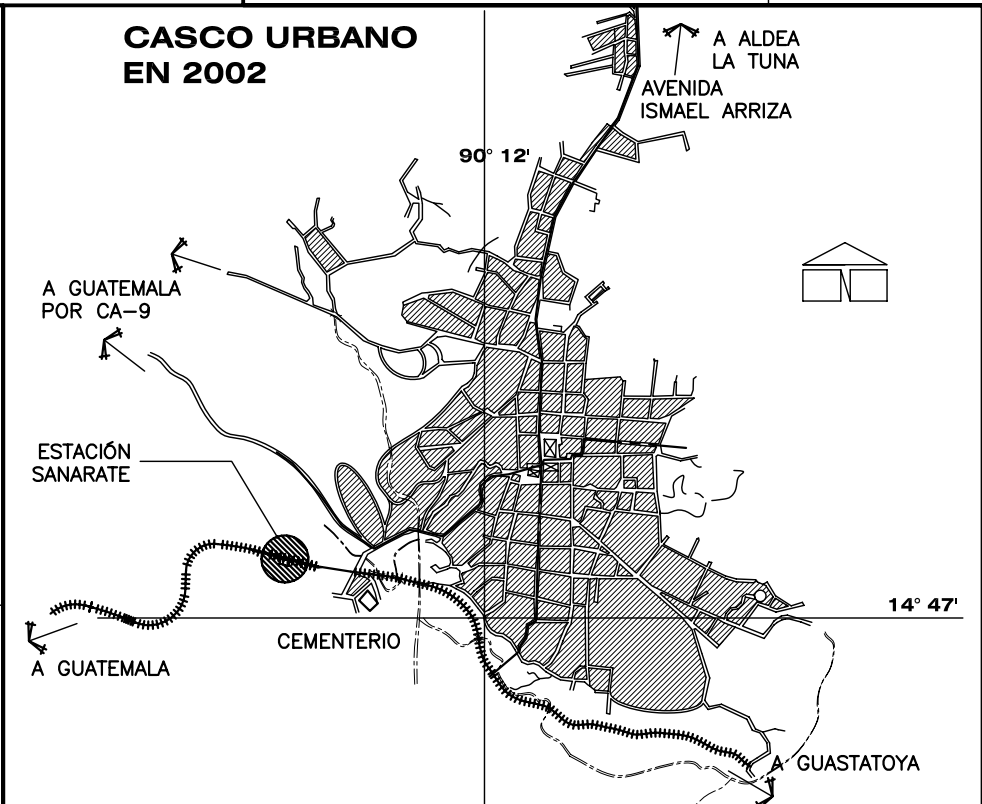 CASCO URBANO
EN 2002
A ALDEA
LA TUNA
AVENIDA
ISMAEL ARRIZA
90° 12'
A GUATEMALA
POR CA-9
ESTACIÓN
SANARATE
14° 47'
CEMENTERIO
A GUATEMALA
A GUASTATOYA